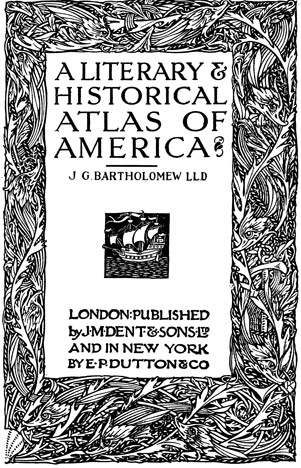 A LITERARY &
HISTORICAL
ATLAS OF
AMERICA
J G. BARTHOLOMEW LLD
LONDON: PUBLISHED
by J·M·DENT·&·SONS·LTD
AND IN NEW YORK
BY E·P·DUTTON & CO